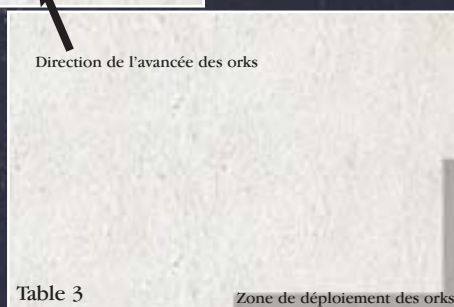 Direction de l'avancée des orks
Table 3
Zone de déploiement des orks